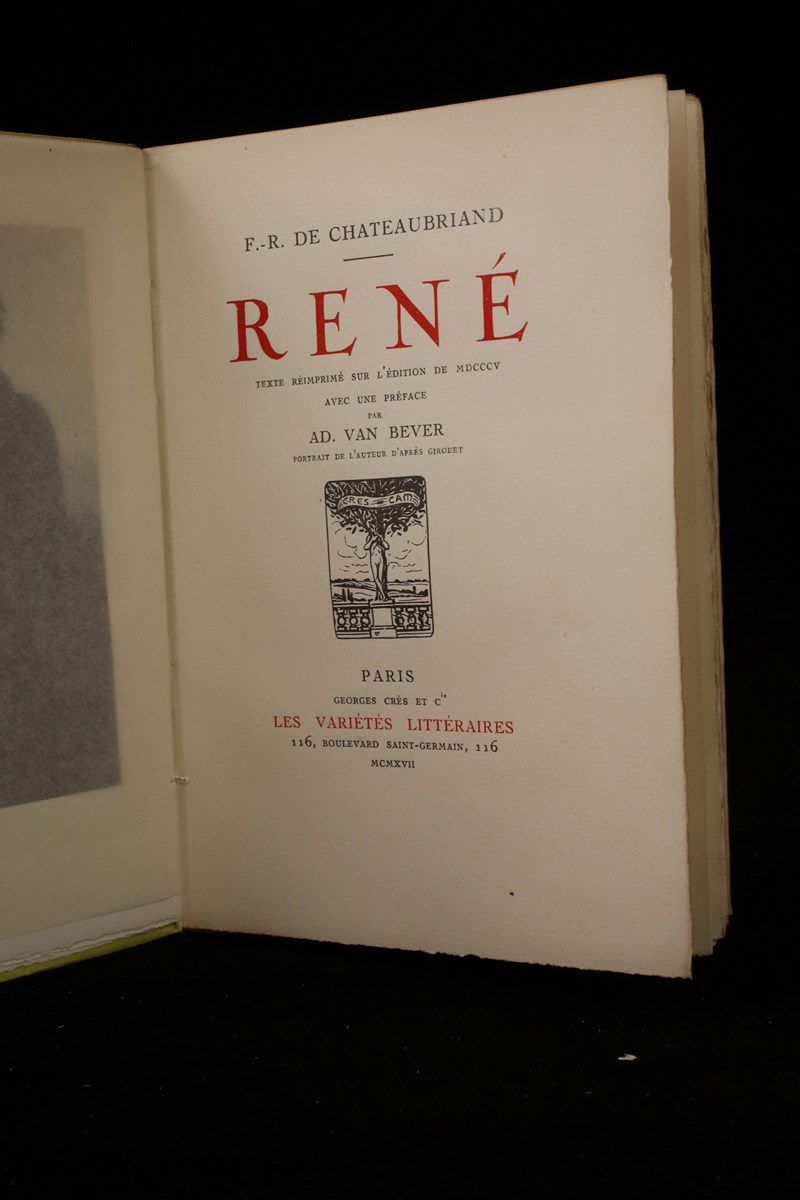 F.-R. DE CHATEAUBRIAND
RENÉ
TEXTE RÉIMPRIMÉ SUR L'ÉDITION DE MDCCCV
AVEC UNE PRÉFACE
PAR
AD. VAN BEVER
PORTRAIT DE L'AUTEUR D'APRÈS GIRODET
CRES CAM
PARIS
GEORGES CRÈS ET Cie
LES VARIÉTÉS LITTÉRAIRES
116, BOULEVARD SAINT-GERMAIN, 116
MCMXVII